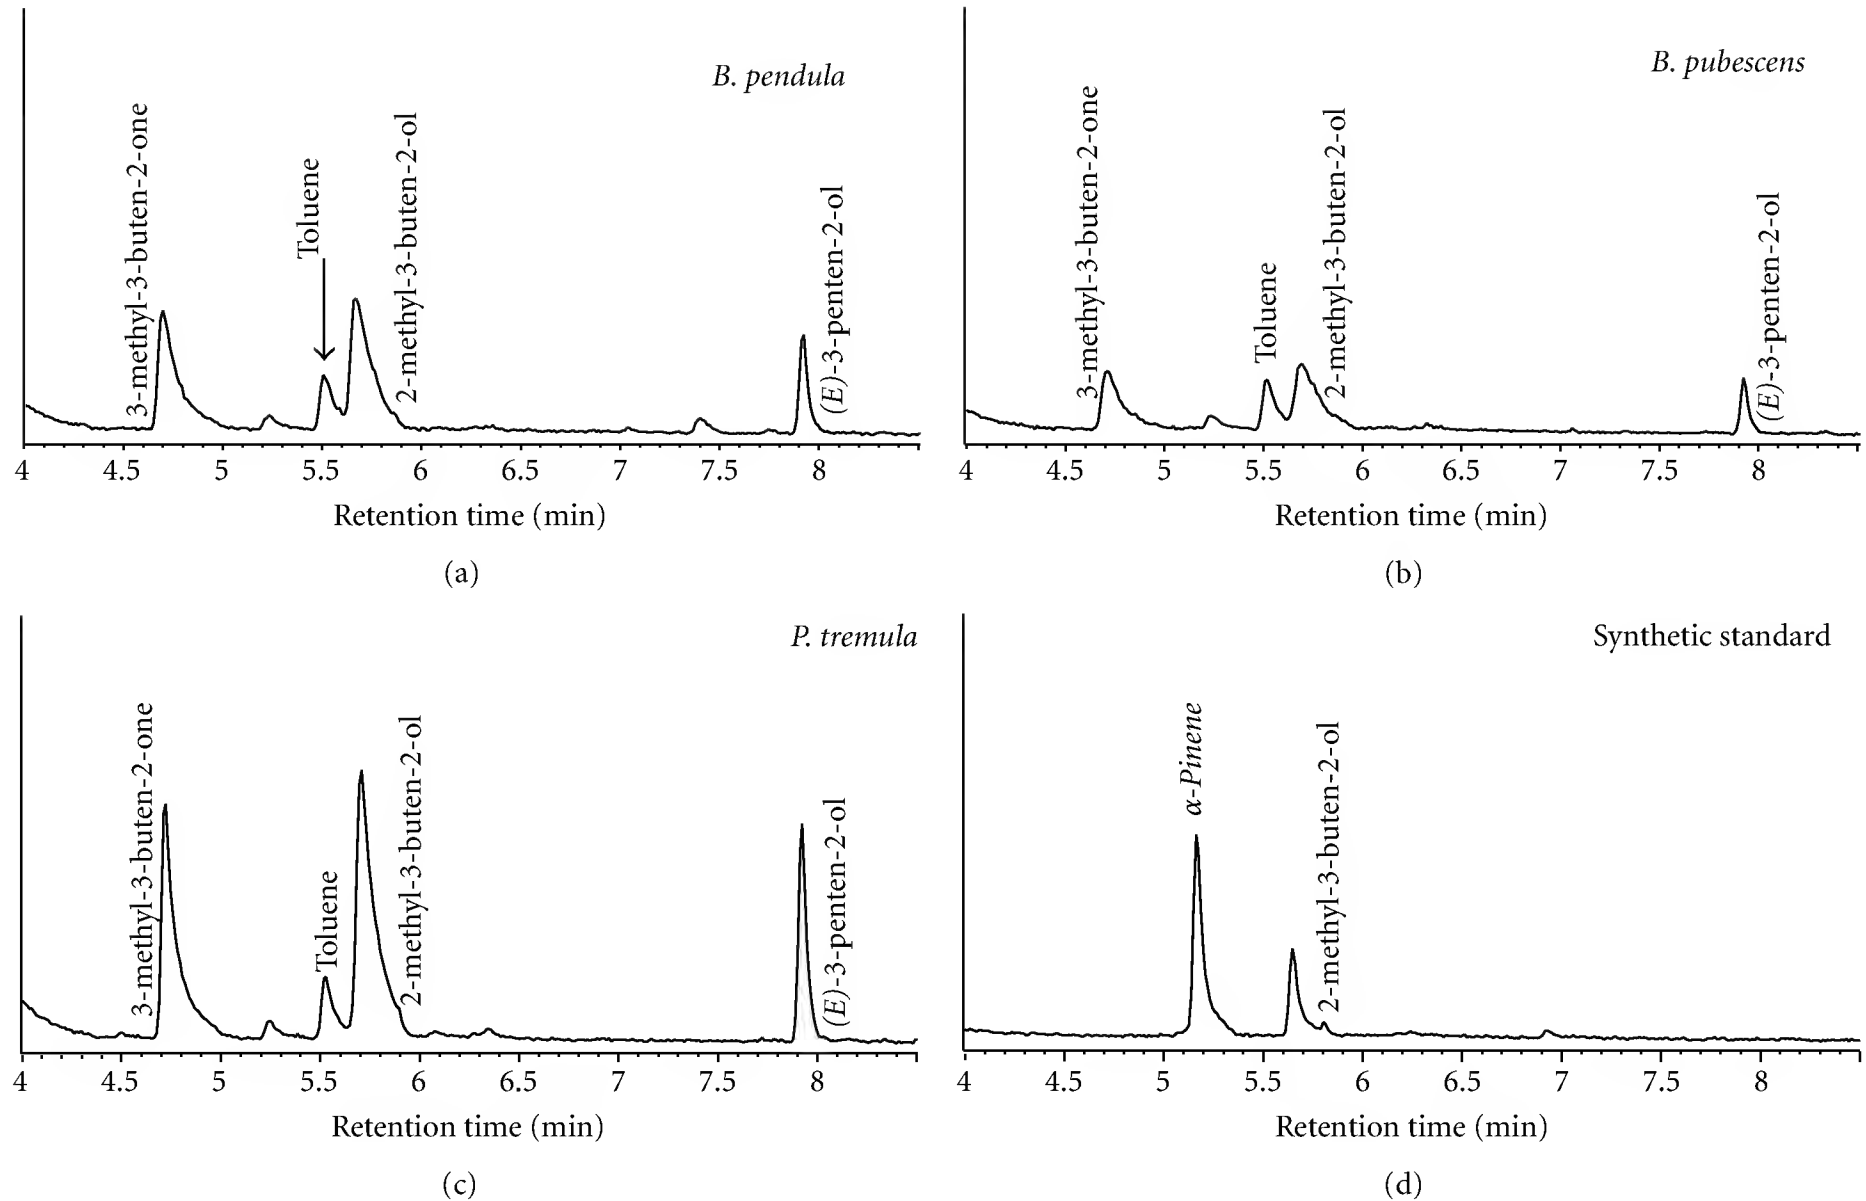 B. pendula
3-methyl-3-buten-2-one
Toluene
2-methyl-3-buten-2-ol
(E)-3-penten-2-ol
4 4.5 5 5.5 6 6.5 7 7.5 8
Retention time (min)
(a)
B. pubescens
3-methyl-3-buten-2-one
Toluene
2-methyl-3-buten-2-ol
(E)-3-penten-2-ol
4 4.5 5 5.5 6 6.5 7 7.5 8
Retention time (min)
(b)
P. tremula
3-methyl-3-buten-2-one
Toluene
2-methyl-3-buten-2-ol
(E)-3-penten-2-ol
4 4.5 5 5.5 6 6.5 7 7.5 8
Retention time (min)
(c)
Synthetic standard
α-Pinene
2-methyl-3-buten-2-ol
4 4.5 5 5.5 6 6.5 7 7.5 8
Retention time (min)
(d)